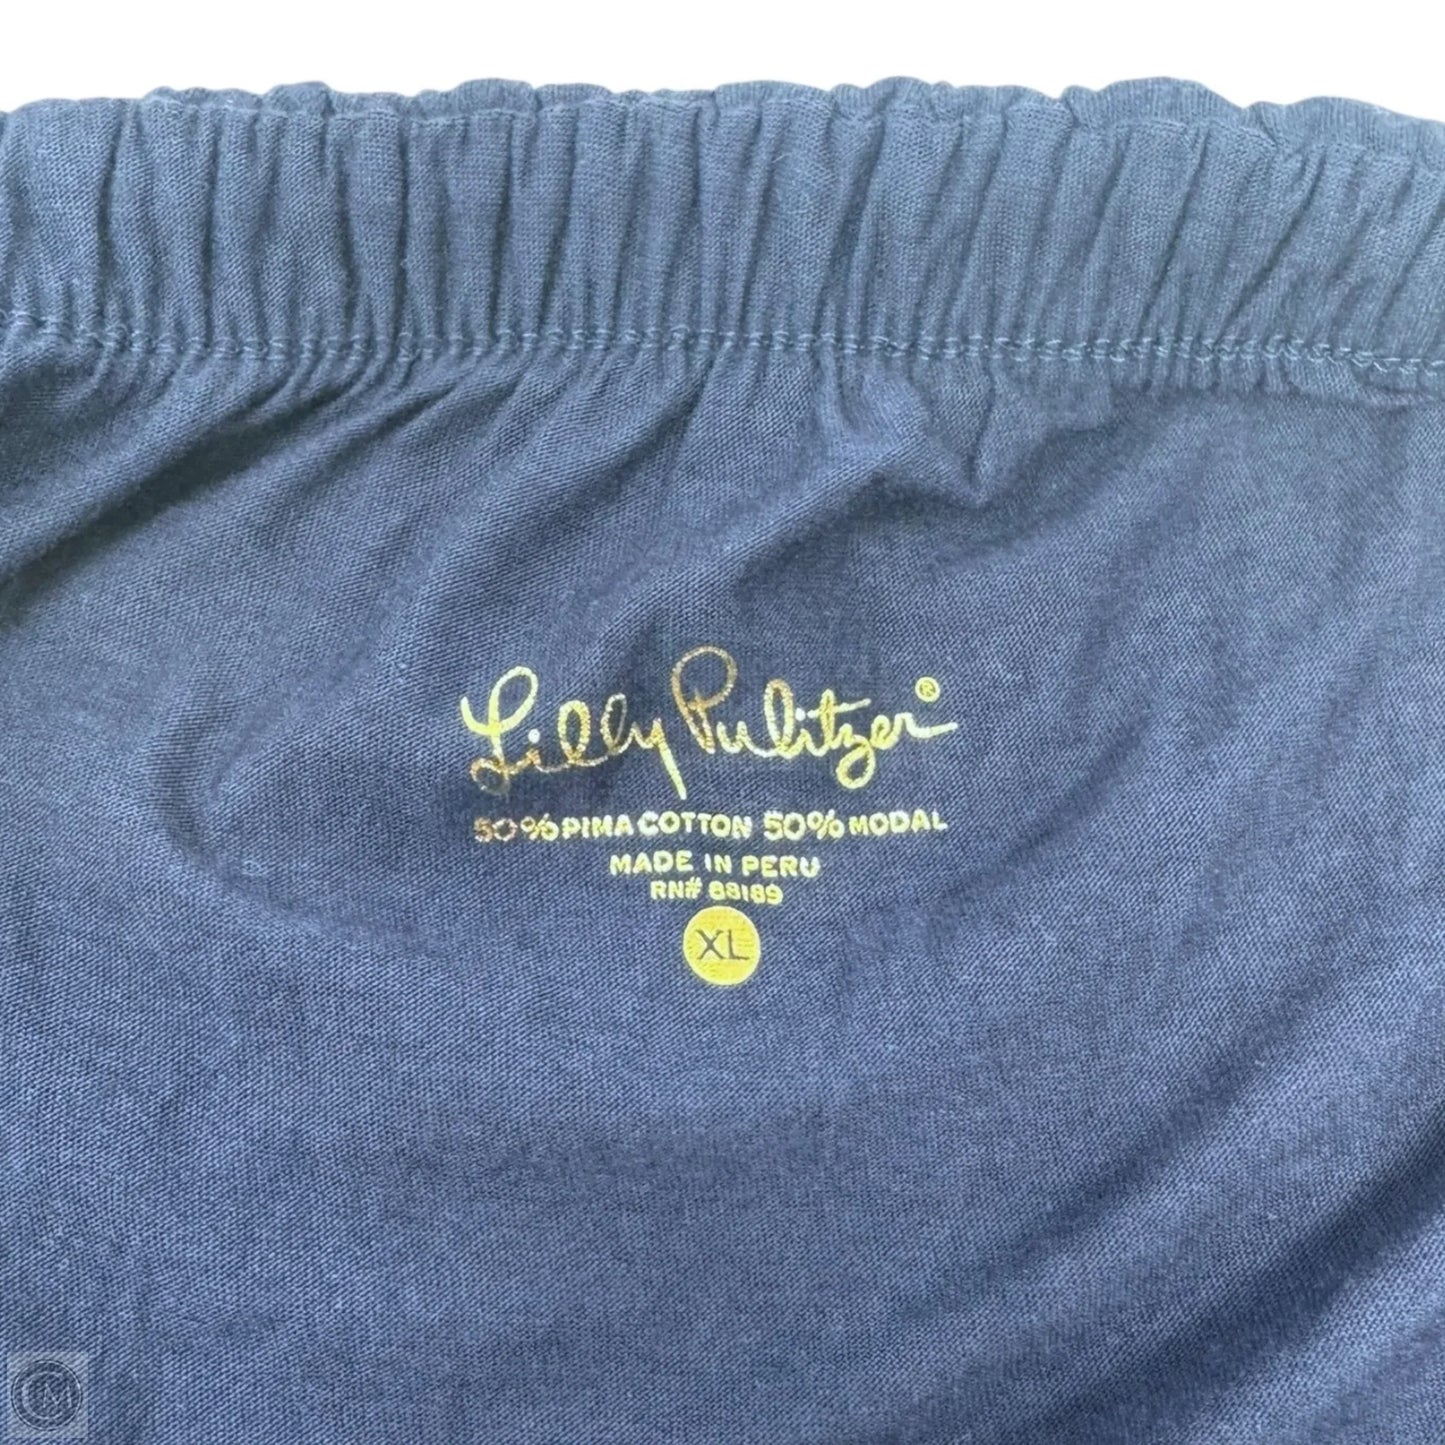 Lilly Pulitzer®
50% PIMA COTTON 50% MODAL
MADE IN PERU
RN# 88189
XL